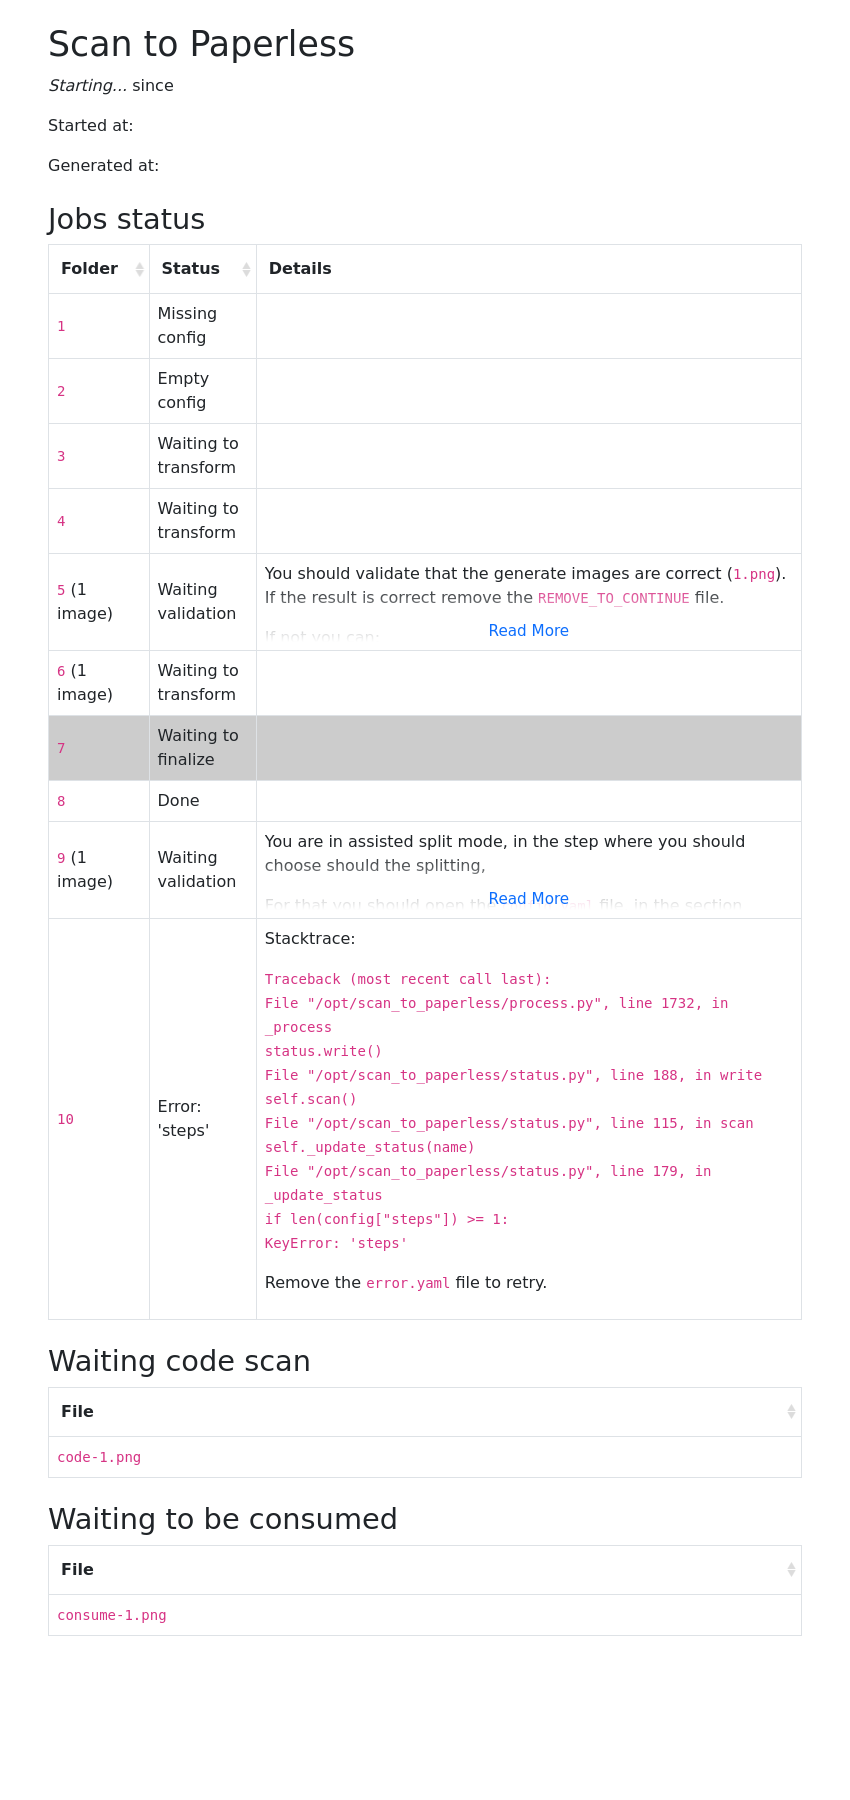 Scan to Paperless
Starting... since
Started at:
Generated at:
Jobs status
Folder Status Details
1 Missing
config
2 Empty
config
3 Waiting to
transform
4 Waiting to
transform
5 (1
image)
Waiting
validation
You should validate that the generate images are correct (1.png).
If the result is correct remove the REMOVE_TO_CONTINUE file.
If not you can:
Read More
6 (1
image)
Waiting to
transform
7 Waiting to
finalize
8 Done
9 (1
image)
Waiting
validation
You are in assisted split mode, in the step where you should
choose should the splitting,
For that you should open the file, in the section
Read More
10
Error:
'steps'
Stacktrace:
Traceback (most recent call last):
File "/opt/scan_to_paperless/process.py", line 1732, in
_process
status.write()
File "/opt/scan_to_paperless/status.py", line 188, in write
self.scan()
File "/opt/scan_to_paperless/status.py", line 115, in scan
self._update_status(name)
File "/opt/scan_to_paperless/status.py", line 179, in
_update_status
if len(config["steps"]) >= 1:
KeyError: 'steps'
Remove the error.yaml file to retry.
Waiting code scan
File
code-1.png
Waiting to be consumed
File
consume-1.png